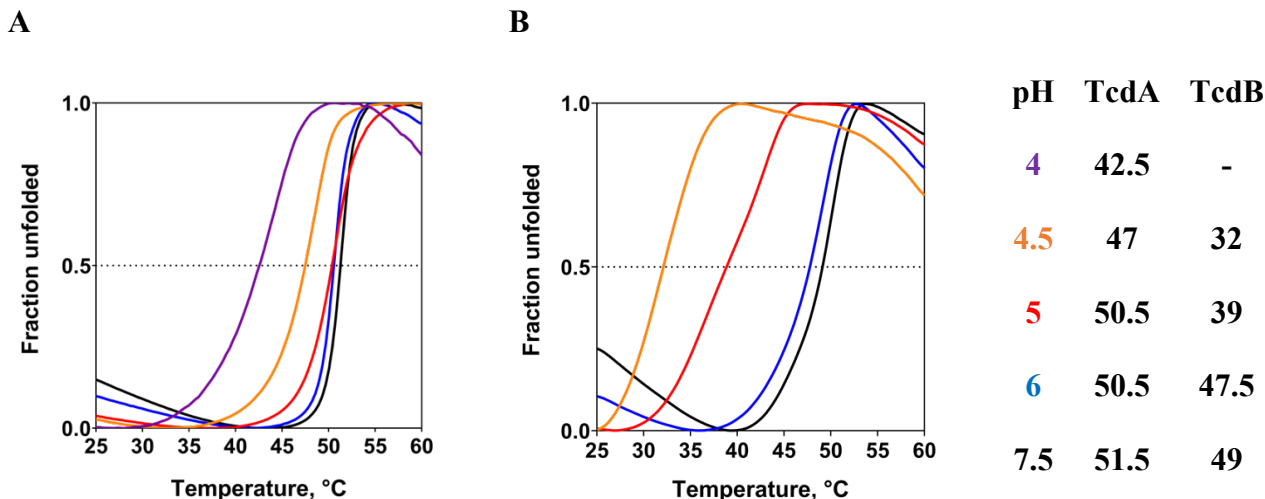 A
B
Fraction unfolded
1.0
0.5
0.0
25 30 35 40 45 50 55 60
Temperature, °C
Fraction unfolded
1.0
0.5
0.0
25 30 35 40 45 50 55 60
Temperature, °C
pH TcdA TcdB
4 42.5 -
4.5 47 32
5 50.5 39
6 50.5 47.5
7.5 51.5 49